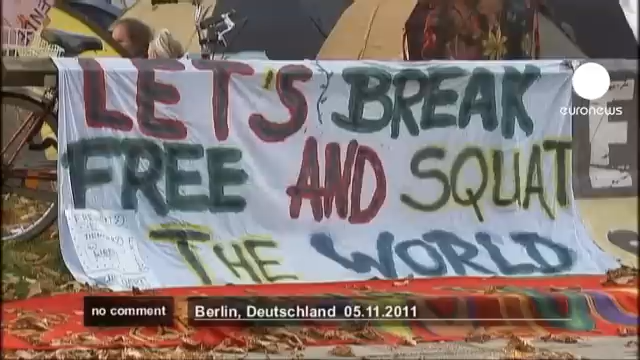 euronews
LET'S BREAK
FREE AND SQUAT
THE WORLD
no comment
Berlin, Deutschland 05.11.2011